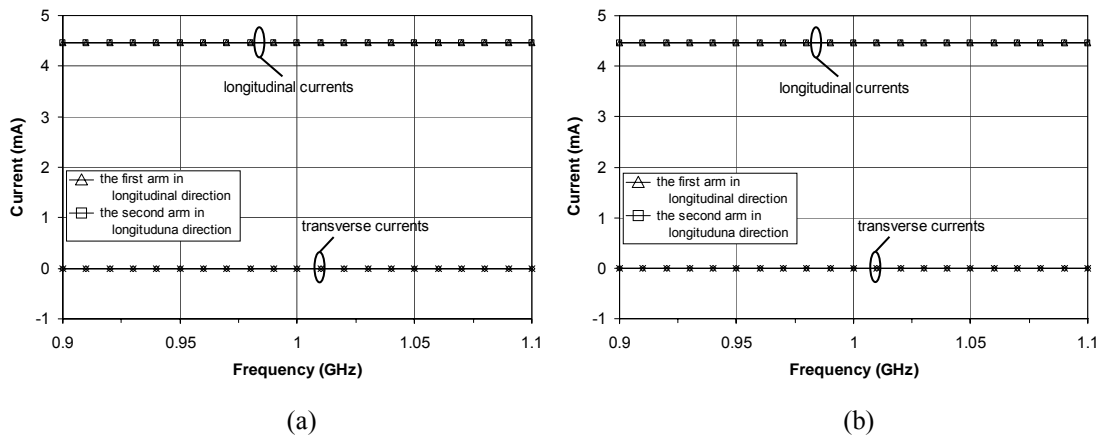 5
4
3
2
1
0
-1
Current (mA)
longitudinal currents
the first arm in
longitudinal direction
the second arm in
longituduna direction
transverse currents
0.9 0.95 1 1.05 1.1
Frequency (GHz)
(a)
5
4
3
2
1
0
-1
Current (mA)
longitudinal currents
the first arm in
longitudinal direction
the second arm in
longituduna direction
transverse currents
0.9 0.95 1 1.05 1.1
Frequency (GHz)
(b)